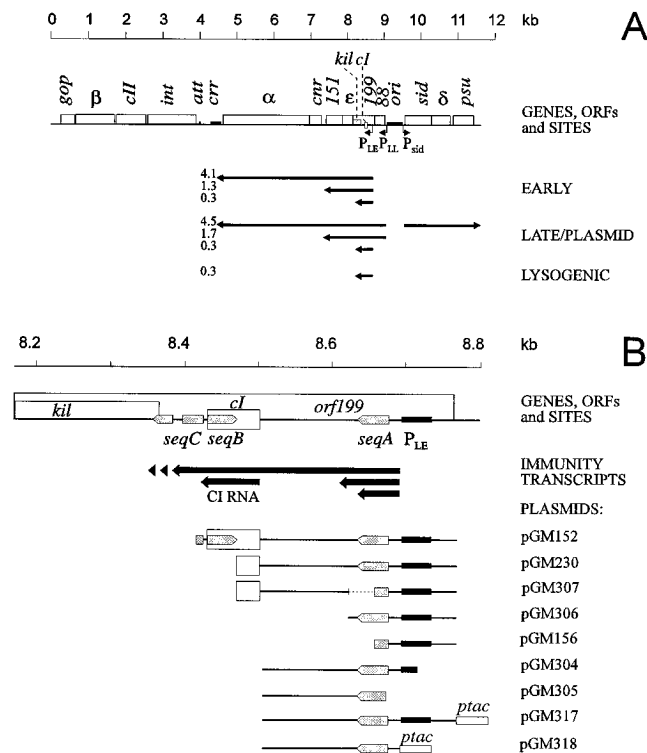 0 1 2 3 4 5 6 7 8 9 10 11 12 kb
A
kil cI
gop β cII int att crr α cnr 151 ε 199 88 ori sid δ psu
GENES, ORFs
and SITES
PLE PLL Psid
4.1
1.3
0.3
EARLY
4.5
1.7
0.3
LATE/PLASMID
0.3
LYSOGENIC
B
8.2 8.4 8.6 8.8 kb
GENES, ORFs
and SITES
kil cI orf199
seqC seqB seqA PLE
IMMUNITY
TRANSCRIPTS
CI RNA
PLASMIDS:
pGM152
pGM230
pGM307
pGM306
pGM156
pGM304
pGM305
ptac
pGM317
ptac
pGM318